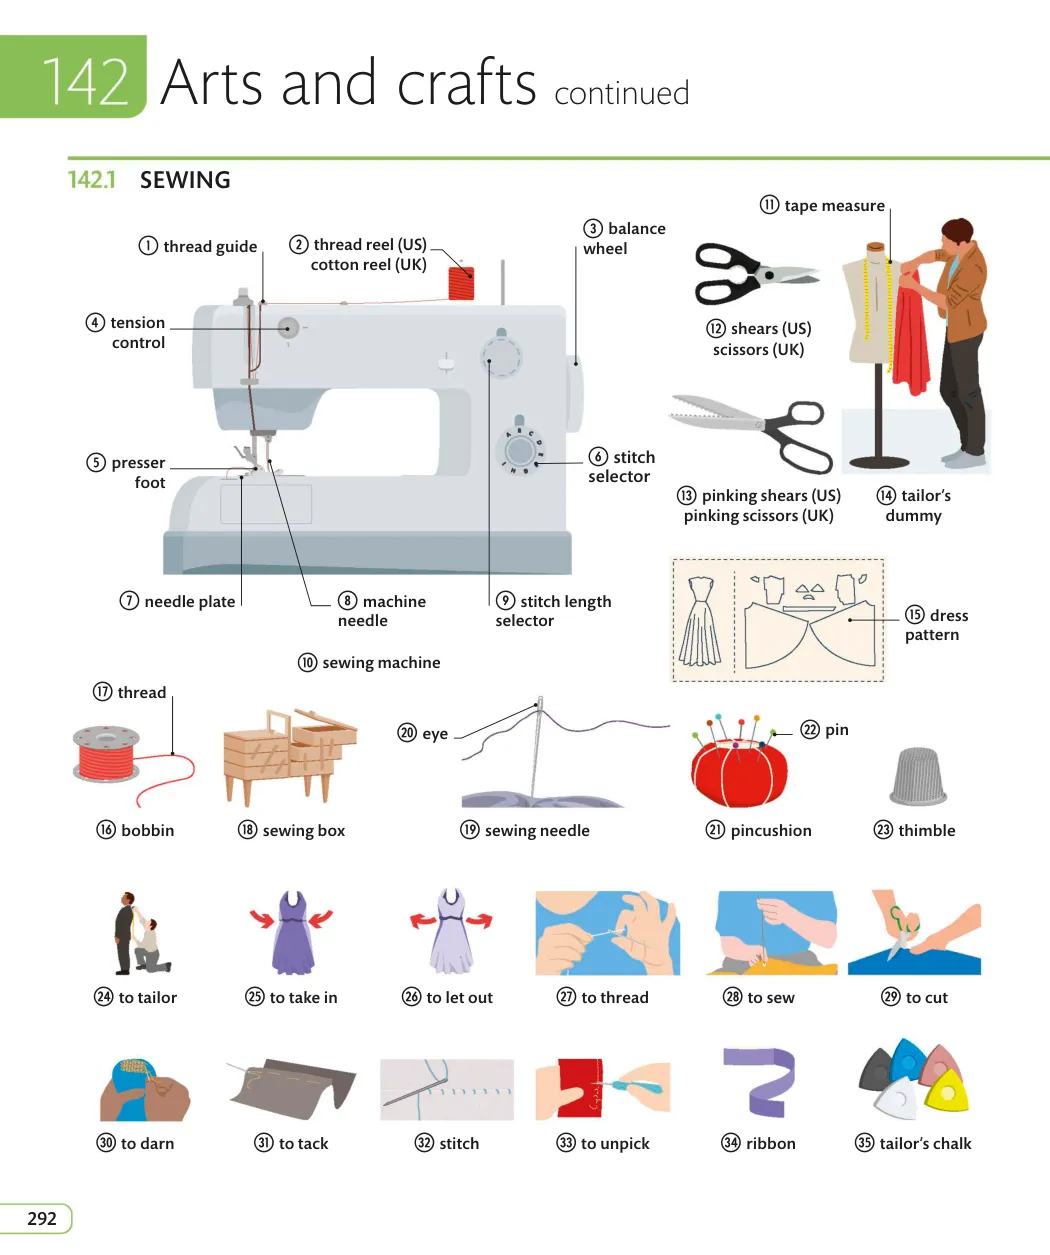 142 Arts and crafts continued
142.1 SEWING
① thread guide
② thread reel (US)
cotton reel (UK)
③ balance
wheel
④ tension
control
⑤ presser
foot
⑥ stitch
selector
⑦ needle plate
⑧ machine
needle
⑨ stitch length
selector
⑩ sewing machine
⑪ tape measure
⑫ shears (US)
scissors (UK)
⑬ pinking shears (US)
pinking scissors (UK)
⑭ tailor’s
dummy
⑮ dress
pattern
⑰ thread
⑯ bobbin
⑱ sewing box
⑳ eye
⑲ sewing needle
㉒ pin
㉑ pincushion
㉓ thimble
㉔ to tailor
㉕ to take in
㉖ to let out
㉗ to thread
㉘ to sew
㉙ to cut
㉚ to darn
㉛ to tack
㉜ stitch
㉝ to unpick
㉞ ribbon
㉟ tailor’s chalk
292